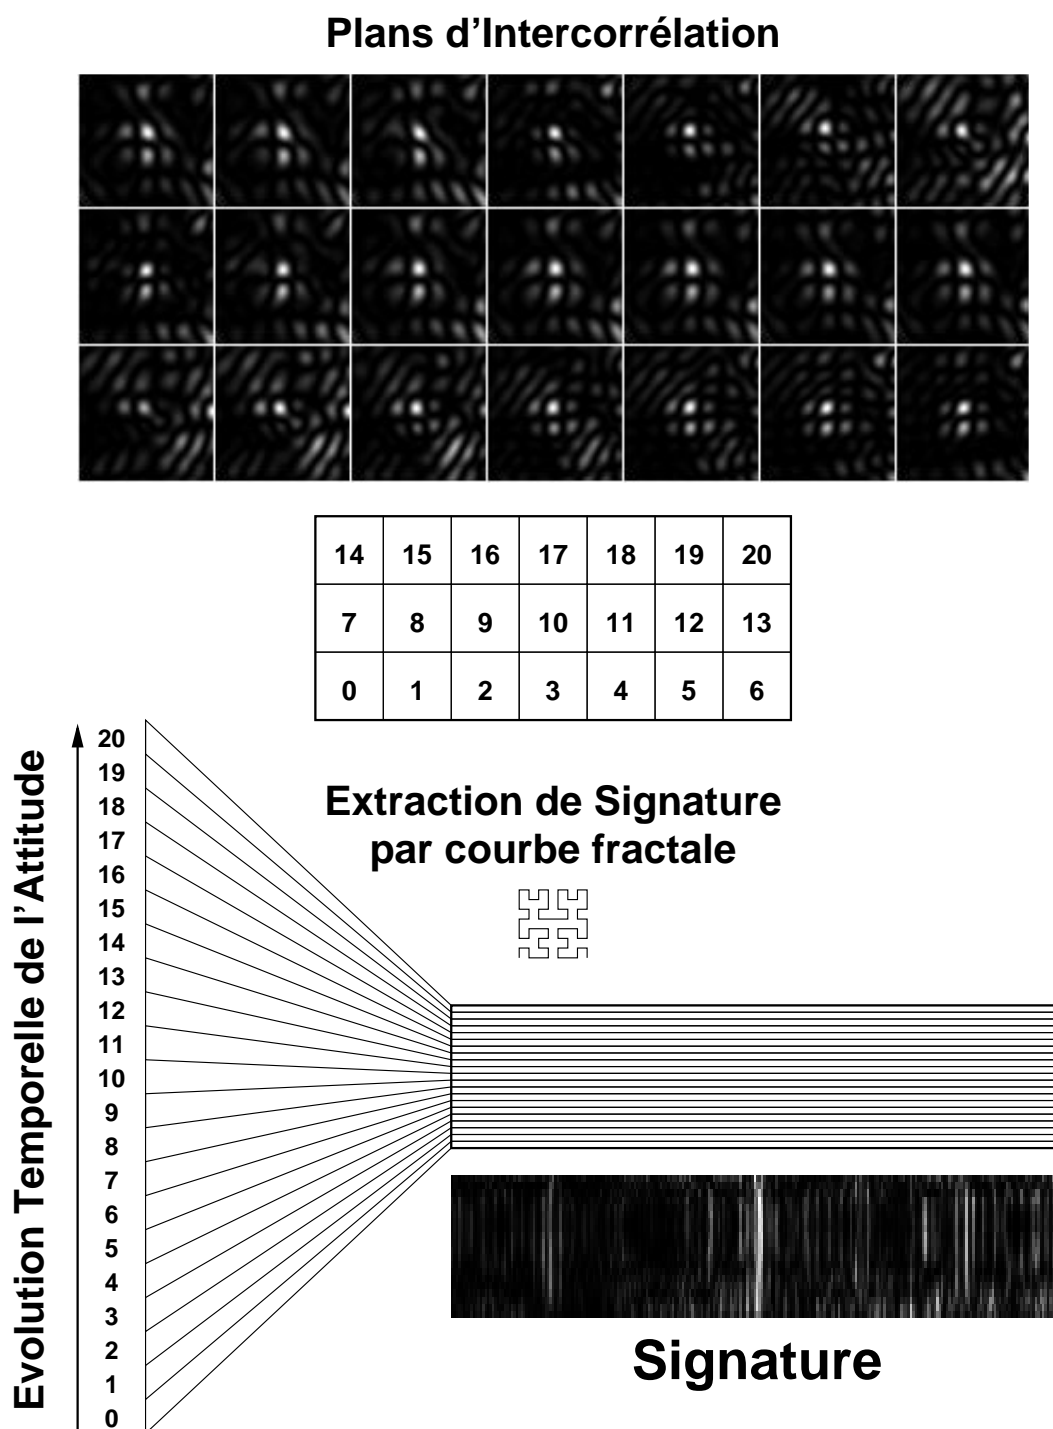 Plans d’Intercorrélation
14 15 16 17 18 19 20
7 8 9 10 11 12 13
0 1 2 3 4 5 6
Extraction de Signature
par courbe fractale
Evolution Temporelle de l’Attitude
20
19
18
17
16
15
14
13
12
11
10
9
8
7
6
5
4
3
2
1
0
Signature